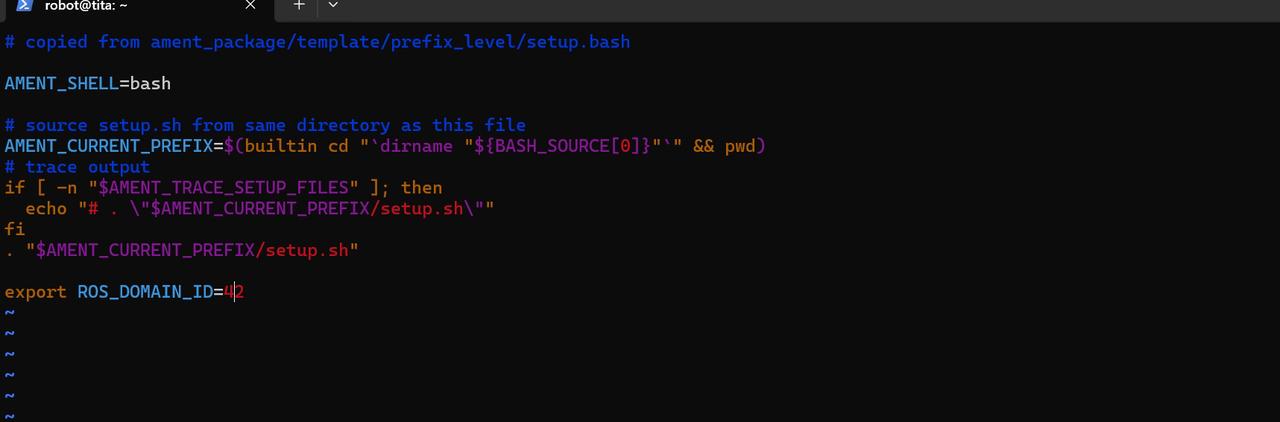 robot@tita: ~
# copied from ament_package/template/prefix_level/setup.bash
AMENT_SHELL=bash
# source setup.sh from same directory as this file
AMENT_CURRENT_PREFIX=$(builtin cd "`dirname "${BASH_SOURCE[0]}"`" && pwd)
# trace output
if [ -n "$AMENT_TRACE_SETUP_FILES" ]; then
  echo "# . \"$AMENT_CURRENT_PREFIX/setup.sh\""
fi
. "$AMENT_CURRENT_PREFIX/setup.sh"
export ROS_DOMAIN_ID=42
~
~
~
~
~
~